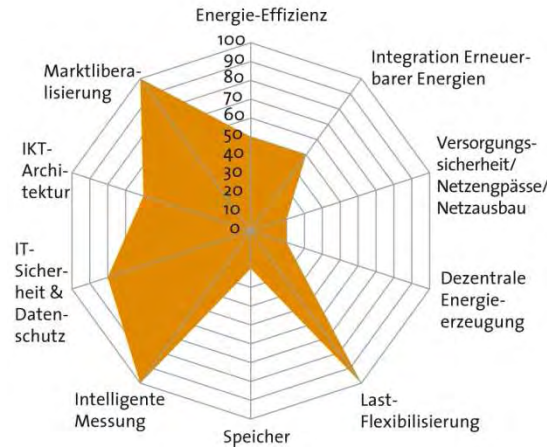 Energie-Effizienz
100
90
80
70
60
50
40
30
20
10
0
Integration Erneuer-
barer Energien
Versorgungs-
sicherheit/
Netzengpässe/
Netzausbau
Dezentrale
Energie-
erzeugung
Last-
Flexibilisierung
Speicher
Intelligente
Messung
IT-
Sicher-
heit &
Daten-
schutz
IKT-
Archi-
tektur
Marktlibera-
lisierung